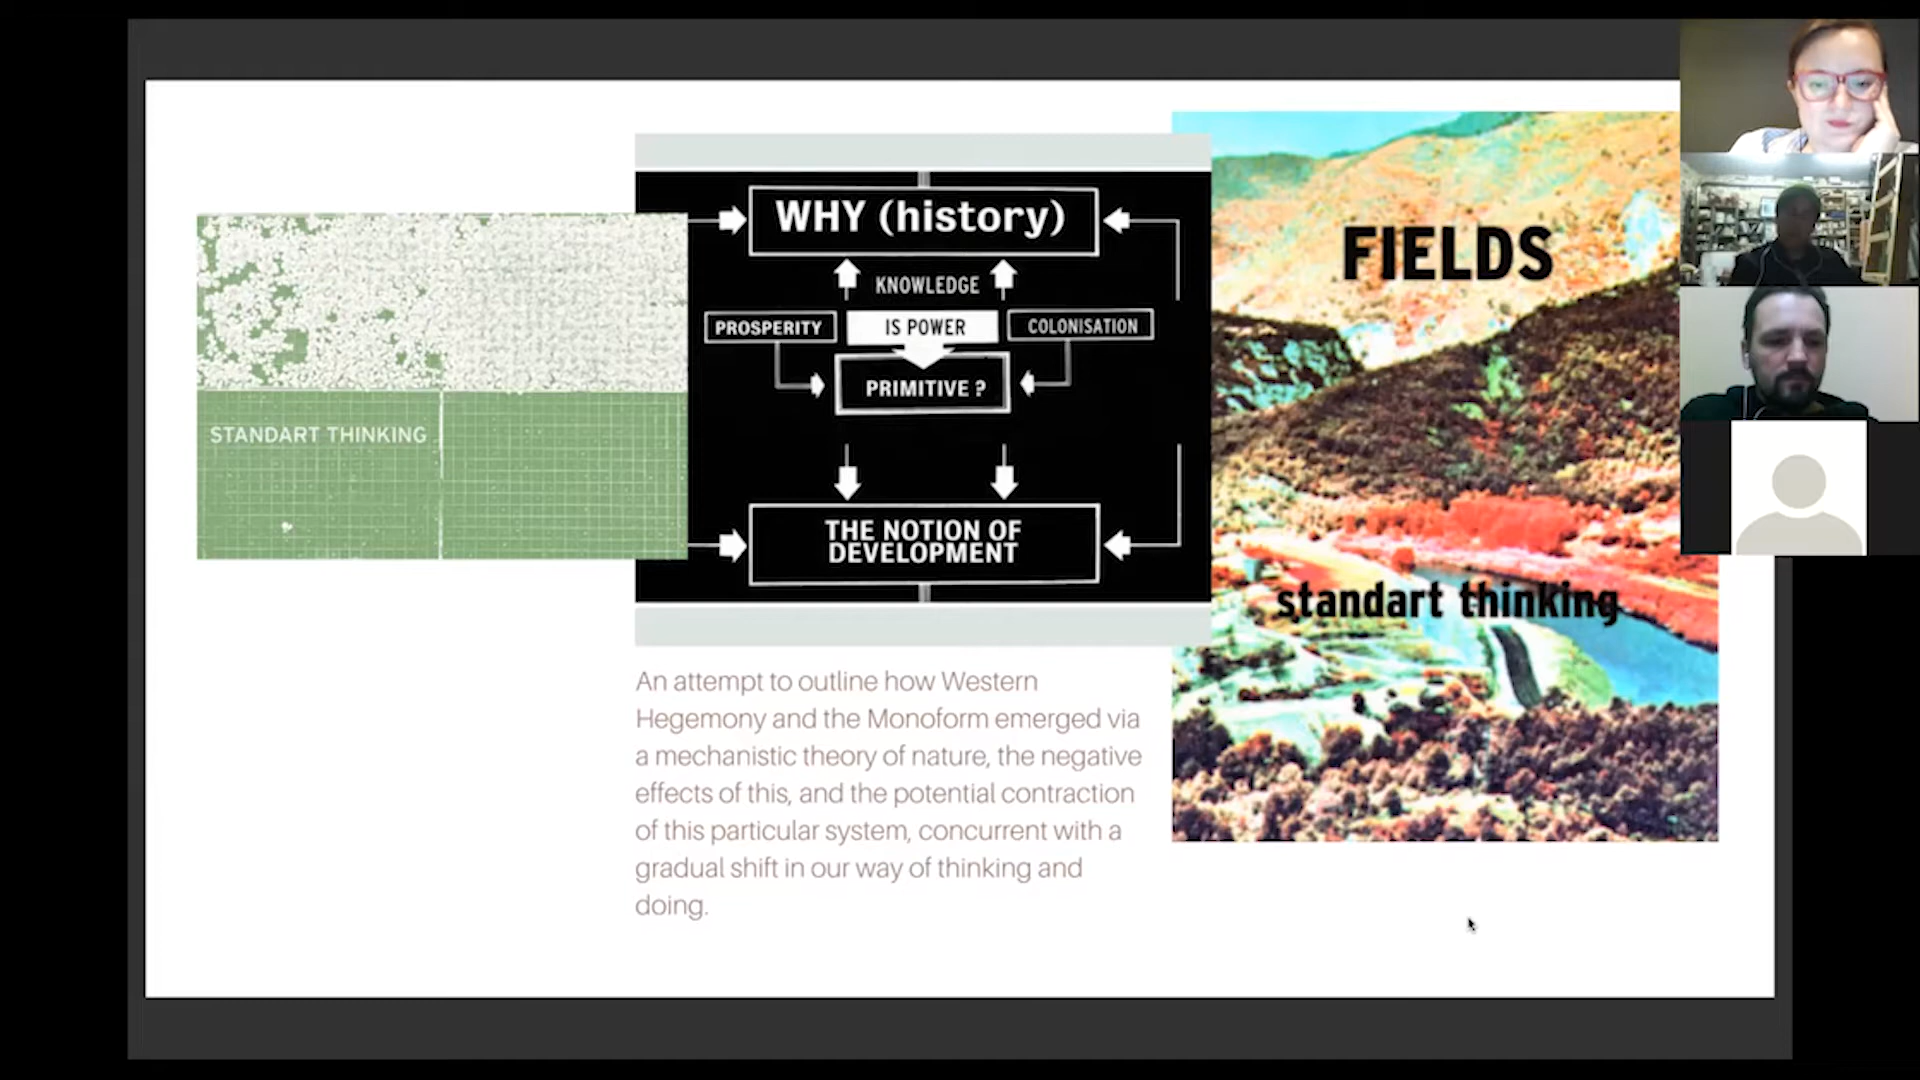 STANDART THINKING
WHY (history)
KNOWLEDGE
PROSPERITY
IS POWER
COLONISATION
PRIMITIVE ?
THE NOTION OF
DEVELOPMENT
An attempt to outline how Western
Hegemony and the Monoform emerged via
a mechanistic theory of nature, the negative
effects of this, and the potential contraction
of this particular system, concurrent with a
gradual shift in our way of thinking and
doing.
FIELDS
standart thinking